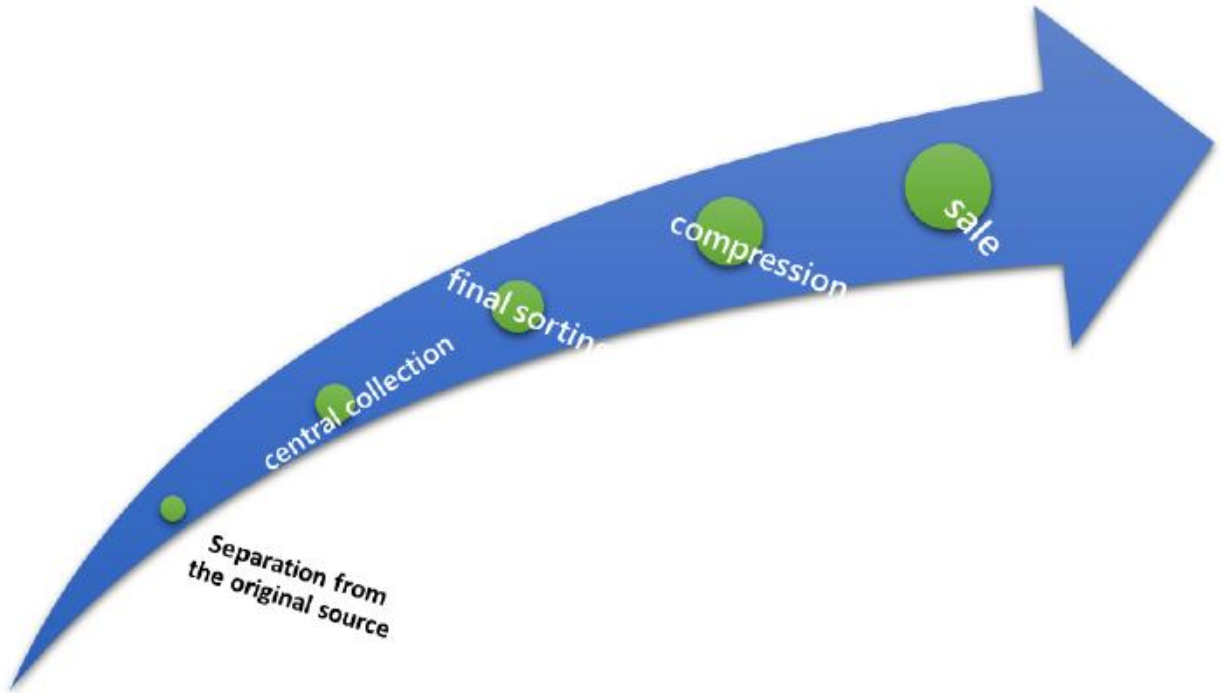 Separation from
the original source
central collection
final sorting
compression
sale